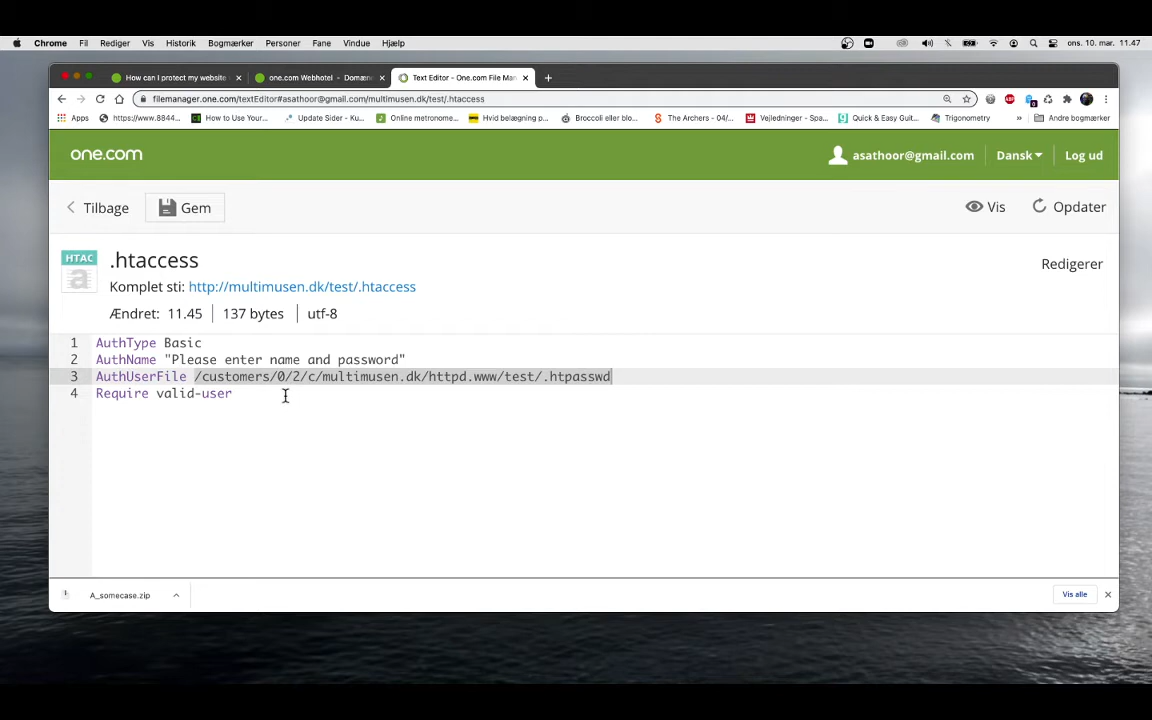 Chrome Fil Rediger Vis Historik Bogmærker Personer Fane Vindue Hjælp ons. 10. mar. 11.47
How can I protect my website × one.com Webhotel - Domæne × Text Editor - One.com File Man × +
filemanager.one.com/textEditor#asathoor@gmail.com/multimusen.dk/test/.htaccess
Apps https://www.8844... How to Use Your... Update Sider - Ku... Online metronome... Hvid belægning p... Broccoli eller blo... The Archers - 04/... Vejledninger - Spa... Quick & Easy Guit... Trigonometry » Andre bogmærker
one.com asathoor@gmail.com Dansk Log ud
Tilbage Gem Vis Opdater
HTAC .htaccess Redigerer
Komplet sti: http://multimusen.dk/test/.htaccess
Ændret: 11.45 137 bytes utf-8
1 AuthType Basic
2 AuthName "Please enter name and password"
3 AuthUserFile /customers/0/2/c/multimusen.dk/httpd.www/test/.htpasswd
4 Require valid-user
A_somecase.zip Vis alle ×